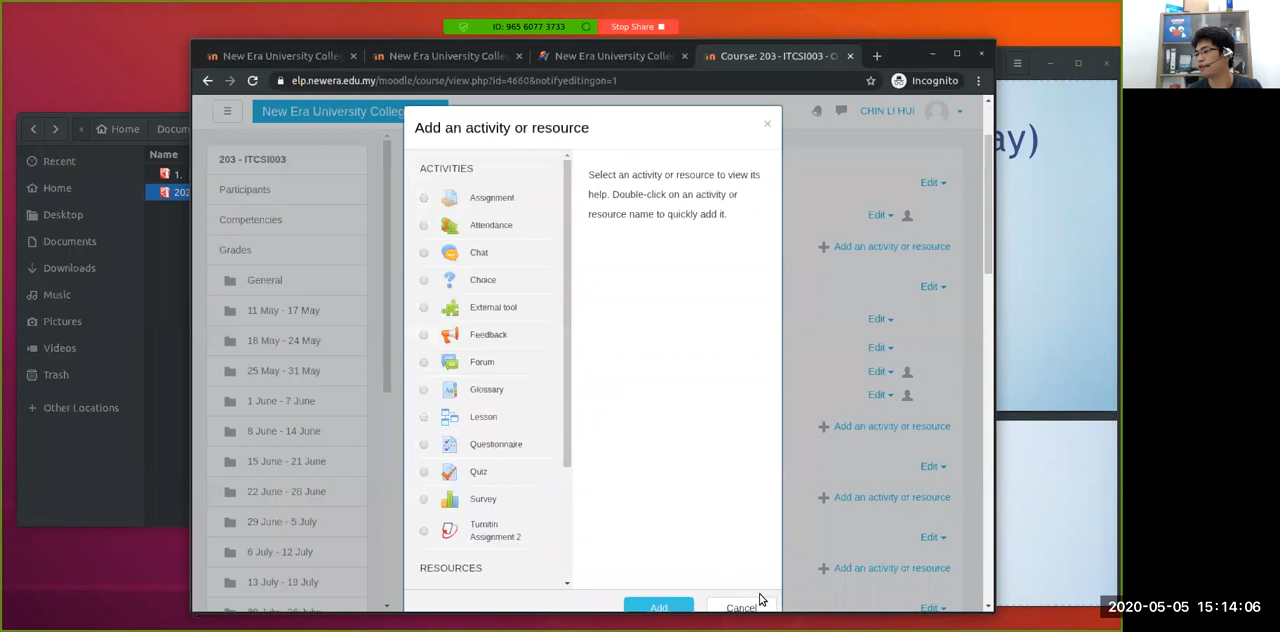 ID: 965 6077 3733
Stop Share
New Era University Colleg
New Era University Colle
New Era University Colleg
Course: 203 - ITCSI003 - O
elp.newera.edu.my/moodle/course/view.php?id=4660&notifyeditingon=1
Incognito
New Era University Colleg
CHIN LI HUI
Home
Docum
Recent
Home
Desktop
Documents
Downloads
Music
Pictures
Videos
Trash
Other Locations
Name
1.
202
203 - ITCSI003
Participants
Competencies
Grades
General
11 May - 17 May
18 May - 24 May
25 May - 31 May
1 June - 7 June
8 June - 14 June
15 June - 21 June
22 June - 28 June
29 June - 5 July
6 July - 12 July
13 July - 19 July
Add an activity or resource
ACTIVITIES
Assignment
Attendance
Chat
Choice
External tool
Feedback
Forum
Glossary
Lesson
Questionnaire
Quiz
Survey
Turnitin
Assignment 2
RESOURCES
Select an activity or resource to view its
help. Double-click on an activity or
resource name to quickly add it.
Add
Cancel
Edit
Edit
Add an activity or resource
Edit
Edit
Edit
Edit
Edit
Add an activity or resource
Edit
Add an activity or resource
Edit
Add an activity or resource
Edit
ay)
2020-05-05 15:14:06